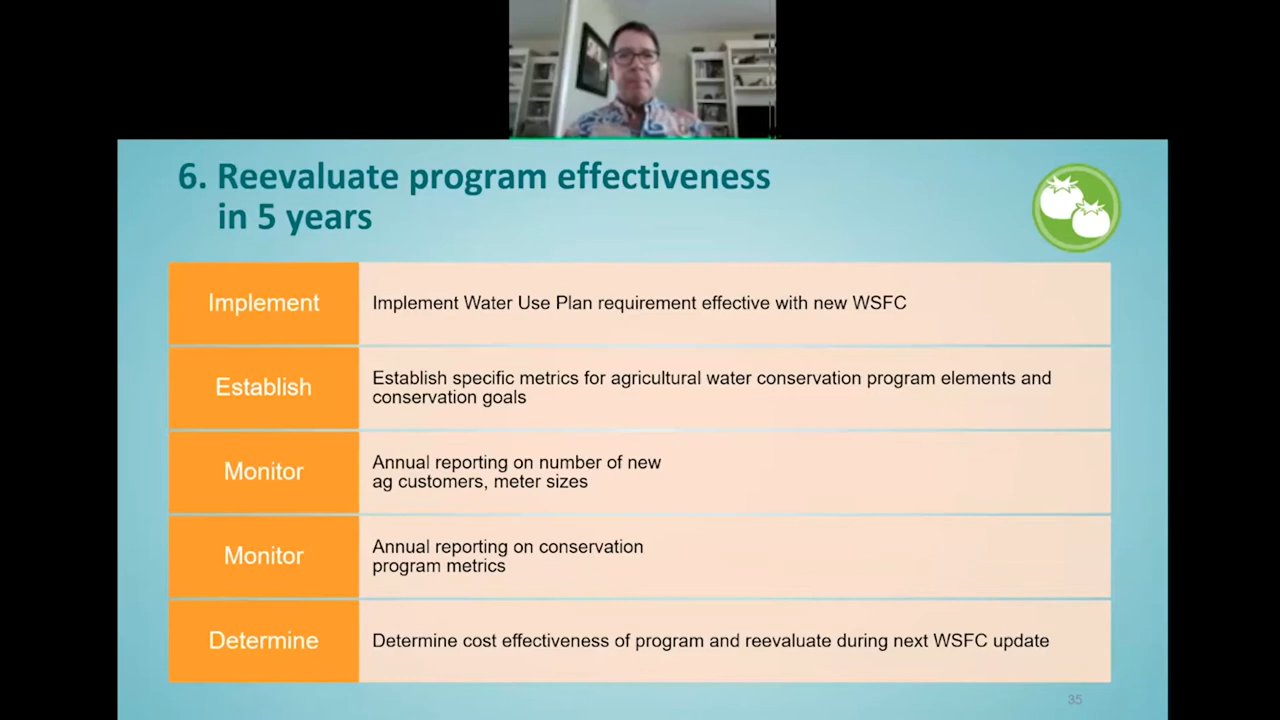 6. Reevaluate program effectiveness
in 5 years
Implement
Implement Water Use Plan requirement effective with new WSFC
Establish
Establish specific metrics for agricultural water conservation program elements and
conservation goals
Monitor
Annual reporting on number of new
ag customers, meter sizes
Monitor
Annual reporting on conservation
program metrics
Determine
Determine cost effectiveness of program and reevaluate during next WSFC update
35